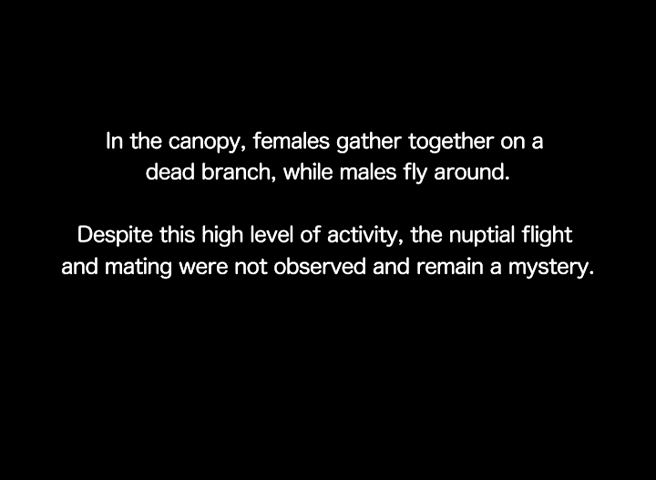 In the canopy, females gather together on a
dead branch, while males fly around.
Despite this high level of activity, the nuptial flight
and mating were not observed and remain a mystery.